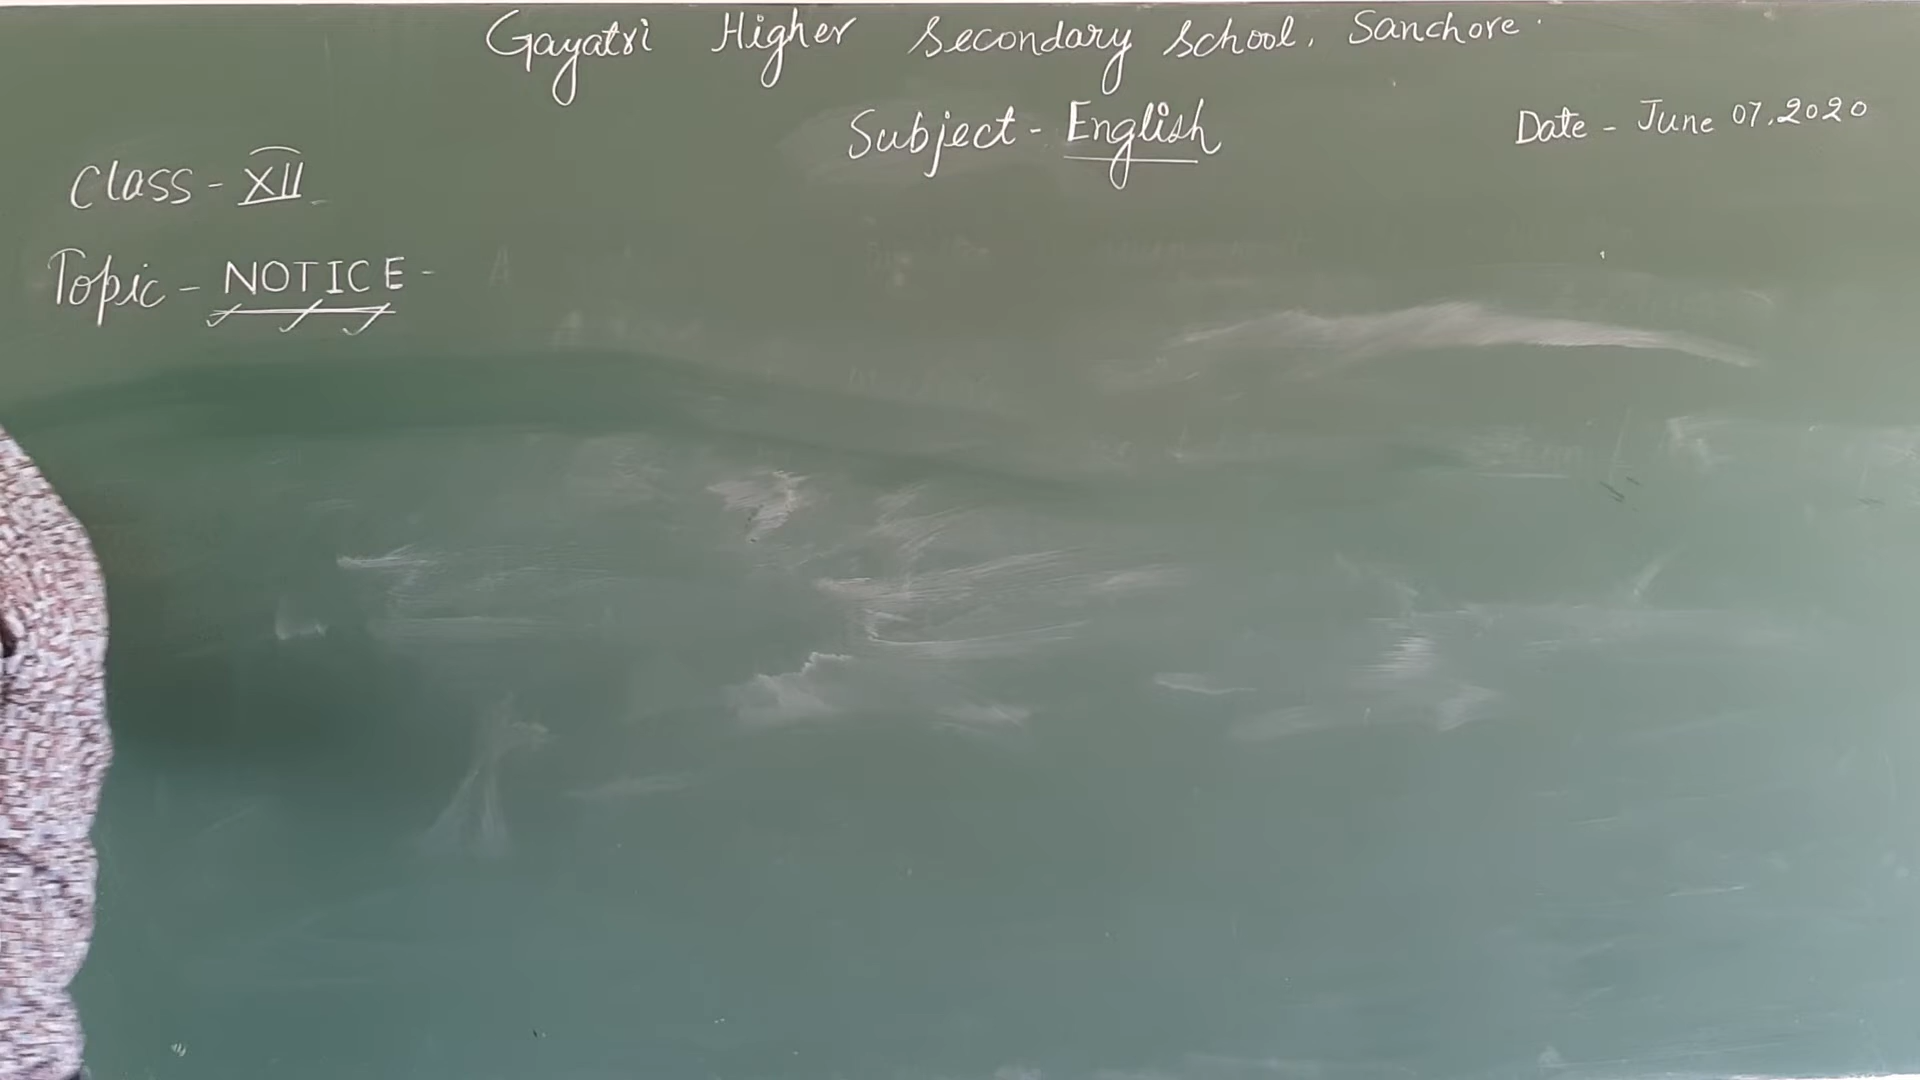 Gayatri Higher Secondary School, Sanchore.
Subject - English
Date - June 07, 2020
Class - XII
Topic - NOTICE -